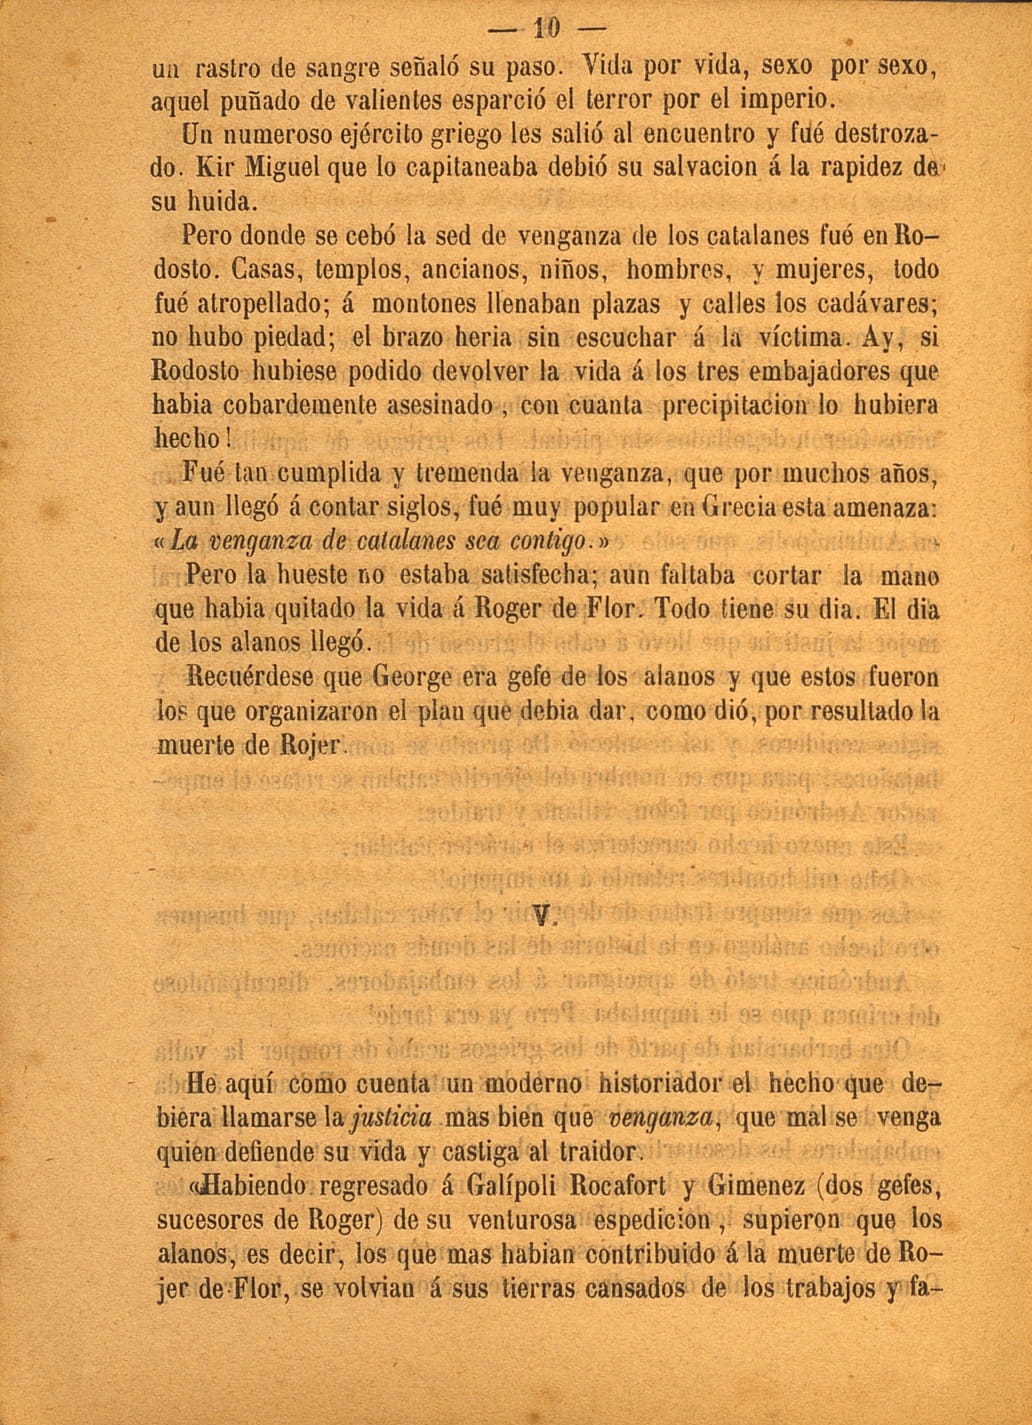 — 10 —
un rastro de sangre señaló su paso. Vida por vida, sexo por sexo,
aquel puñado de valientes esparció el terror por el imperio.
Un numeroso ejército griego les salió al encuentro y fué destroza-
do. Kir Miguel que lo capitaneaba debió su salvacion á la rapidez de
su huida.
Pero donde se cebó la sed de venganza de los catalanes fué en Ro-
dosto. Casas, templos, ancianos, niños, hombres, y mujeres, todo
fué atropellado; á montones llenaban plazas y calles los cadávares;
no hubo piedad; el brazo heria sin escuchar á la víctima. Ay, si
Rodosto hubiese podido devolver la vida á los tres embajadores que
habia cobardemente asesinado, con cuanta precipitacion lo hubiera
hecho!
Fué tan cumplida y tremenda la venganza, que por muchos años,
y aun llegó á contar siglos, fué muy popular en Grecia esta amenaza:
«La venganza de catalanes sea contigo.»
Pero la hueste no estaba satisfecha; aun faltaba cortar la mano
que habia quitado la vida á Roger de Flor. Todo tiene su dia. El dia
de los alanos llegó.
Recuérdese que George era gefe de los alanos y que estos fueron
los que organizaron el plan que debia dar, como dió, por resultado la
muerte de Rojer.
V.
He aquí como cuenta un moderno historiador el hecho que de-
biera llamarse la justicia mas bien que venganza, que mal se venga
quien defiende su vida y castiga al traidor.
«Habiendo regresado á Galípoli Rocafort y Gimenez (dos gefes,
sucesores de Roger) de su venturosa espedicion, supieron que los
alanos, es decir, los que mas habian contribuido á la muerte de Ro-
jer de Flor, se volvian á sus tierras cansados de los trabajos y fa-